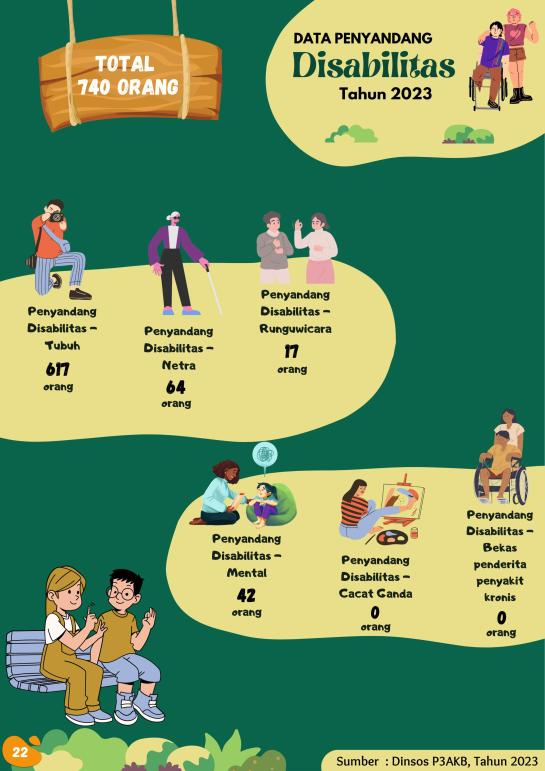 TOTAL
740 ORANG
DATA PENYANDANG
Disabilitas
Tahun 2023
Penyandang
Disabilitas -
Tubuh
617
orang
Penyandang
Disabilitas -
Netra
64
orang
Penyandang
Disabilitas -
Runguwicara
17
orang
Penyandang
Disabilitas -
Mental
42
orang
Penyandang
Disabilitas -
Cacat Ganda
0
orang
Penyandang
Disabilitas -
Bekas
penderita
penyakit
kronis
0
orang
22
Sumber : Dinsos P3AKB, Tahun 2023